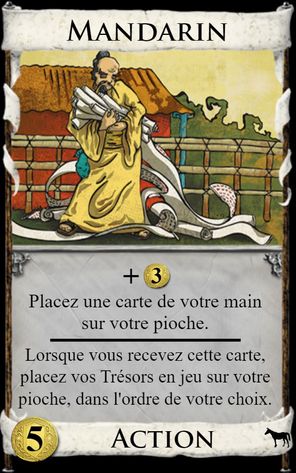 MANDARIN
+ 3
Placez une carte de votre main
sur votre pioche.
Lorsque vous recevez cette carte,
placez vos Trésors en jeu sur votre
pioche, dans l'ordre de votre choix.
5
ACTION